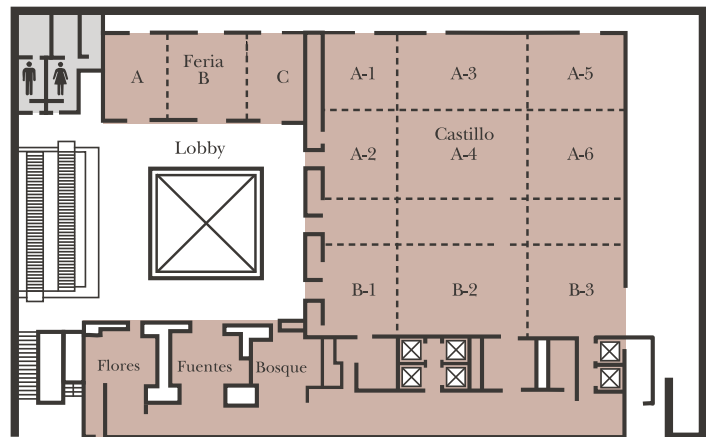 Feria
A
B
C
A-1
A-3
A-5
Lobby
Castillo
A-2
A-4
A-6
B-1
B-2
B-3
Flores
Fuentes
Bosque